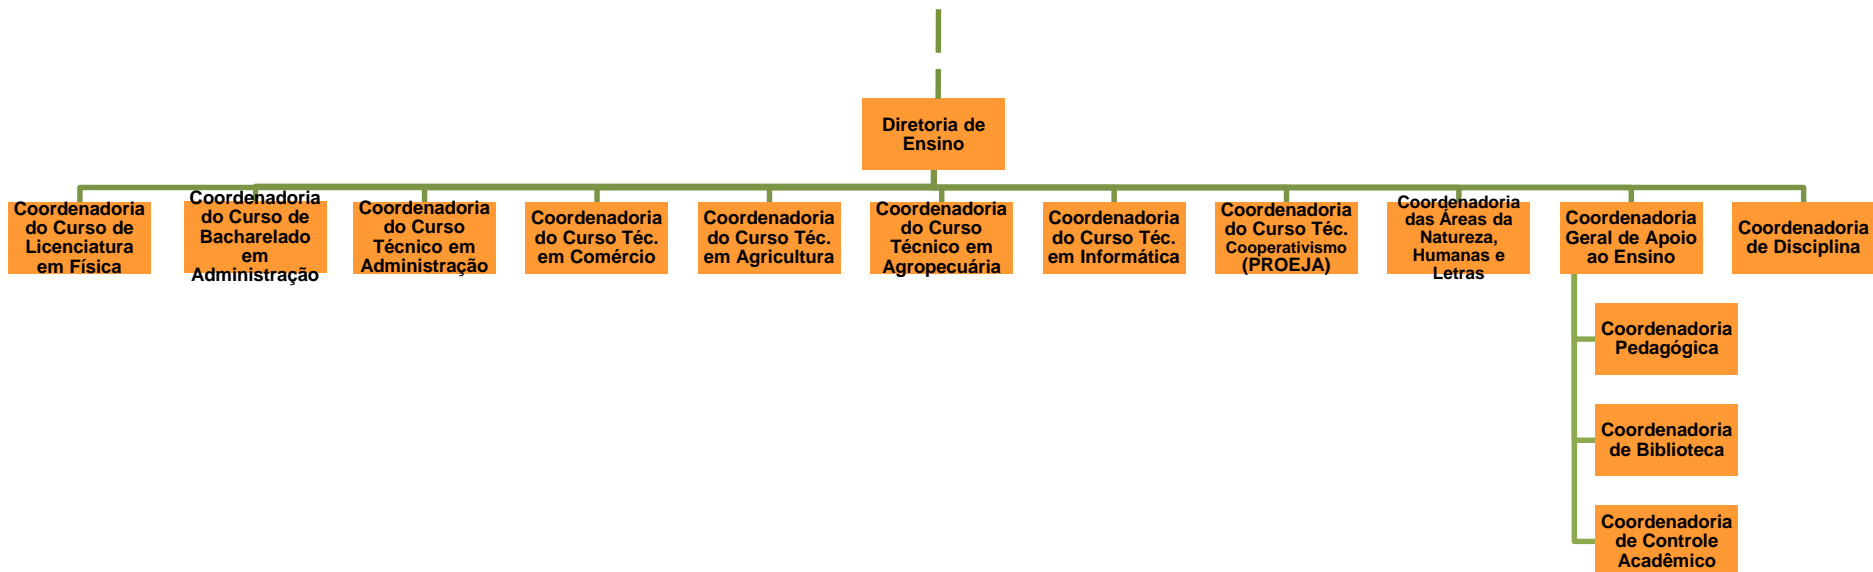 Diretoria de
Ensino
Coordenadoria
do Curso de
Licenciatura
em Física
Coordenadoria
do Curso de
Bacharelado
em
Administração
Coordenadoria
do Curso
Técnico em
Administração
Coordenadoria
do Curso Téc.
em Comércio
Coordenadoria
do Curso Téc.
em Agricultura
Coordenadoria
do Curso
Técnico em
Agropecuária
Coordenadoria
do Curso Téc.
em Informática
Coordenadoria
do Curso Téc.
Cooperativismo
(PROEJA)
Coordenadoria
das Áreas da
Natureza,
Humanas e
Letras
Coordenadoria
Geral de Apoio
ao Ensino
Coordenadoria
de Disciplina
Coordenadoria
Pedagógica
Coordenadoria
de Biblioteca
Coordenadoria
de Controle
Acadêmico